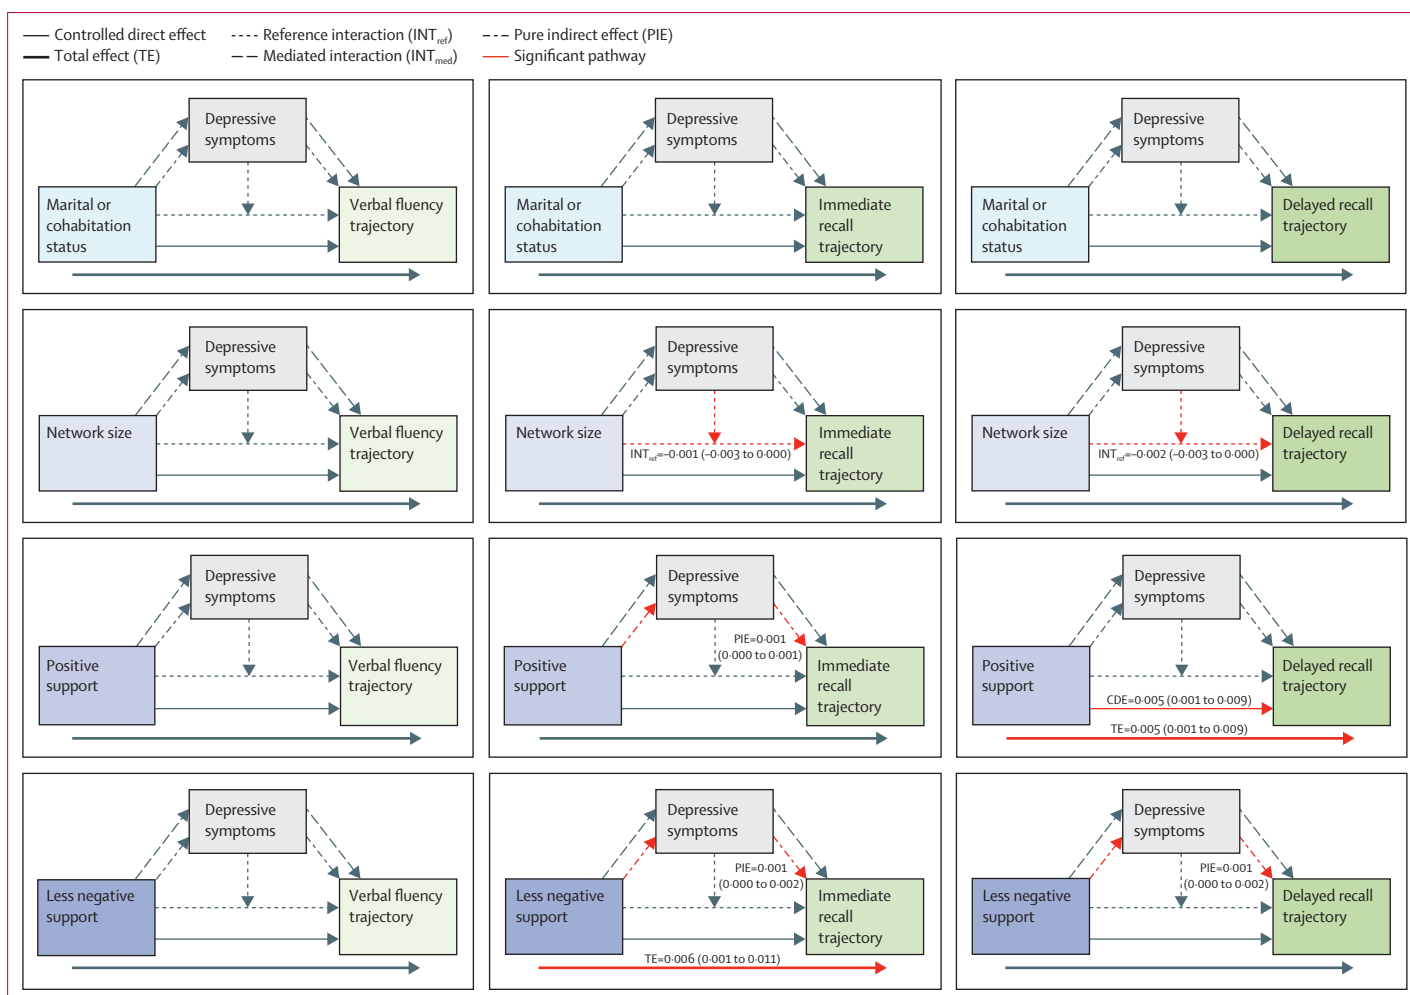 Controlled direct effect
Reference interaction (INTref)
Pure indirect effect (PIE)
Total effect (TE)
Mediated interaction (INTmed)
Significant pathway
Depressive
symptoms
Marital or
cohabitation
status
Verbal fluency
trajectory
Depressive
symptoms
Marital or
cohabitation
status
Immediate
recall
trajectory
Depressive
symptoms
Marital or
cohabitation
status
Delayed recall
trajectory
Depressive
symptoms
Network size
Verbal fluency
trajectory
Depressive
symptoms
Network size
Immediate
recall
trajectory
INTref=–0·001 (–0·003 to 0·000)
Depressive
symptoms
Network size
Delayed recall
trajectory
INTref=–0·002 (–0·003 to 0·000)
Depressive
symptoms
Positive
support
Verbal fluency
trajectory
Depressive
symptoms
PIE=0·001
(0·000 to 0·001)
Positive
support
Immediate
recall
trajectory
Depressive
symptoms
Positive
support
Delayed recall
trajectory
CDE=0·005 (0·001 to 0·009)
TE=0·005 (0·001 to 0·009)
Depressive
symptoms
Less negative
support
Verbal fluency
trajectory
Depressive
symptoms
PIE=0·001
(0·000 to 0·002)
Less negative
support
Immediate
recall
trajectory
TE=0·006 (0·001 to 0·011)
Depressive
symptoms
PIE=0·001
(0·000 to 0·002)
Less negative
support
Delayed recall
trajectory